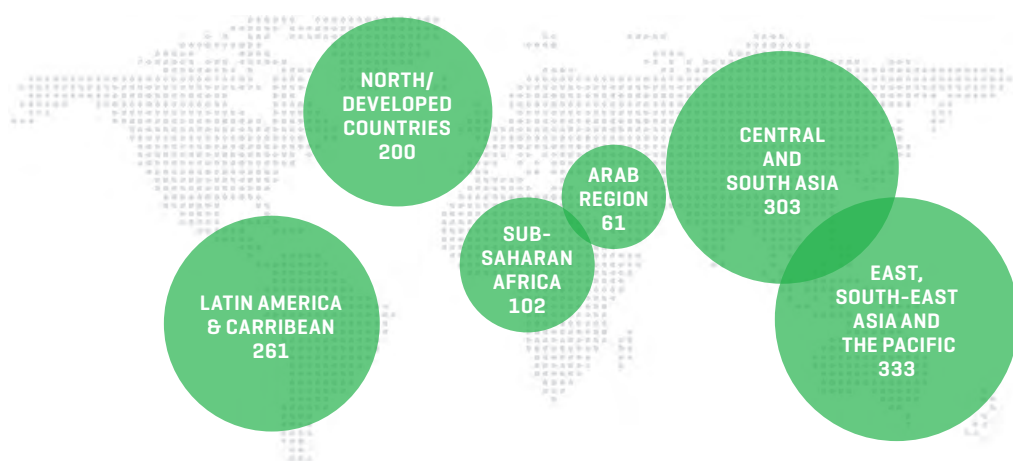 NORTH/
DEVELOPED
COUNTRIES
200
CENTRAL
AND
SOUTH ASIA
303
ARAB
REGION
61
SUB-
SAHARAN
AFRICA
102
LATIN AMERICA
& CARRIBEAN
261
EAST,
SOUTH-EAST
ASIA AND
THE PACIFIC
333